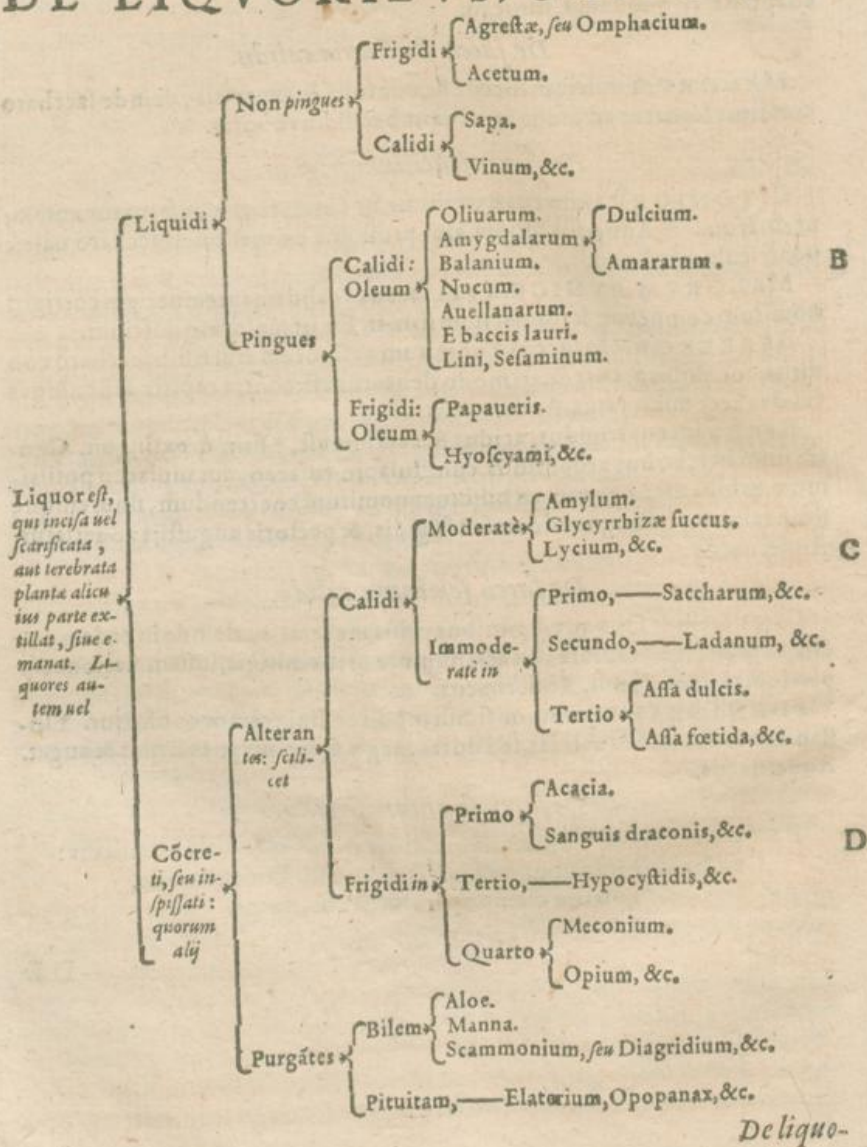 Agreſtæ, ſeu Omphacium.
Frigidi
Acetum.
Non pingues
Sapa.
Calidi
Vinum, &c.
Liquidi
Oliuarum.
Dulcium.
Calidi:
Amygdalarum
Oleum
Balanium.
Amararum.
B
Nucum.
Auellanarum.
Pingues
E baccis lauri.
Lini, Seſaminum.
Frigidi:
Papaueris.
Oleum
Hyoſcyami, &c.
Liquor eſt,
qui inciſa uel
ſcarificata,
aut terebrata
plantæ alicu
ius parte ex-
tillat, ſiue e-
manat. Li-
quores au-
tem uel
Amylum.
Moderatè
Glycyrrhizæ ſuccus.
Lycium, &c.
C
Calidi
Primo,—Saccharum, &c.
Immode-
ratè in
Secundo,—Ladanum, &c.
Aſſa dulcis.
Tertio
Aſſa fœtida, &c.
Alteran
tes: ſcili-
cet
Acacia.
Primo
Sanguis draconis, &c.
D
Cõcre-
ti, ſeu in-
ſpiſſati:
quorum
alij
Frigidi in
Tertio,—Hypocyſtidis, &c.
Meconium.
Quarto
Opium, &c.
Aloe.
Bilem
Manna.
Scammonium, ſeu Diagridium, &c.
Purgátes
Pituitam,—Elaterium, Opopanax, &c.
De liquo-